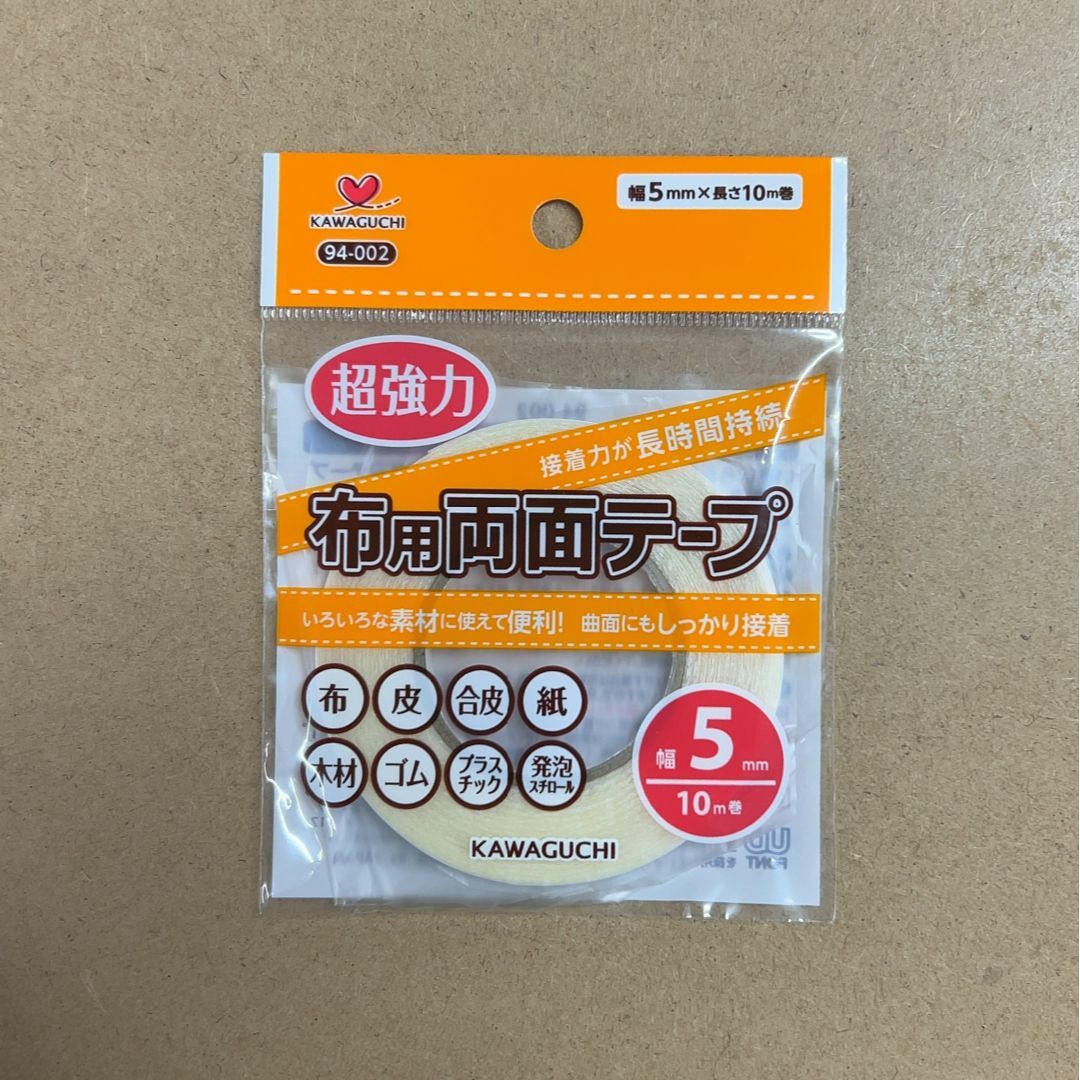 KAWAGUCHI
94-002
幅5mm×長さ10m巻
超強力
接着力が長時間持続
布用両面テープ
いろいろな素材に使えて便利! 曲面にもしっかり接着
布 皮 合皮 紙
木材 ゴム プラスチック 発泡スチロール
幅 5 mm
10m巻
KAWAGUCHI
94-002
FONT